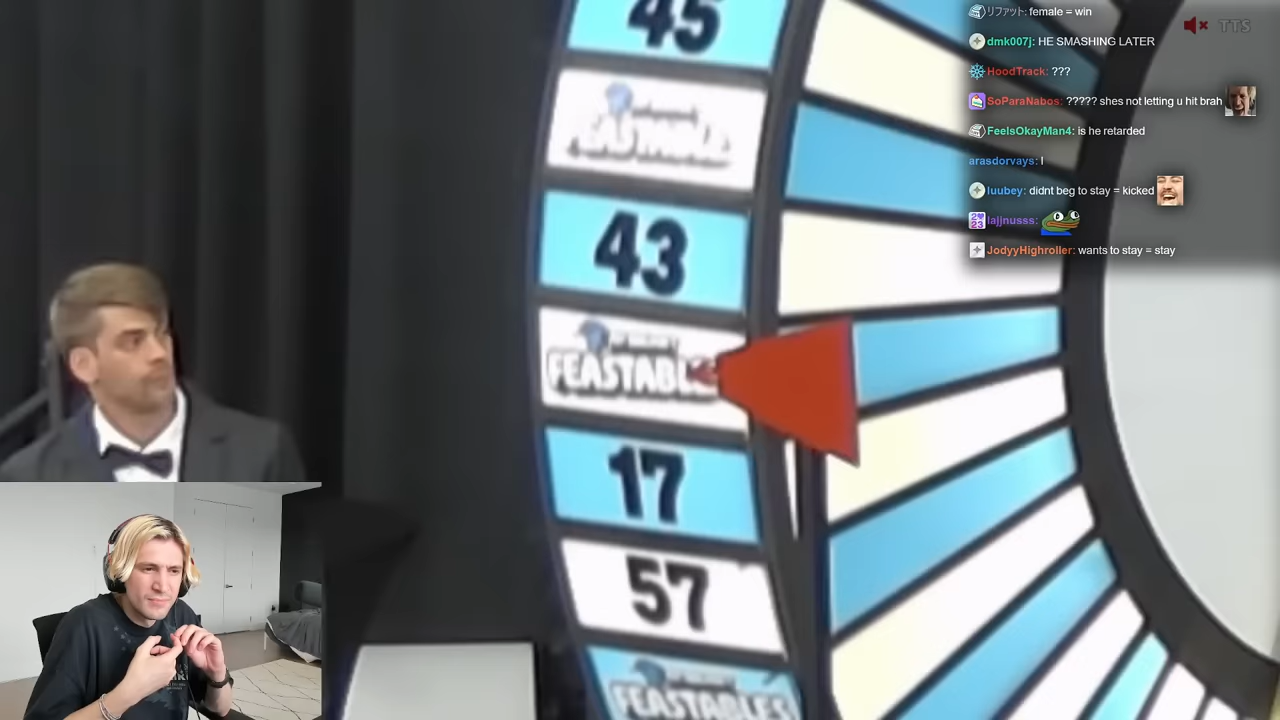 45
FEASTABLES
43
FEASTABL
17
57
FEASTABLES
TTS
リファット: female = win
dmk007j: HE SMASHING LATER
HoodTrack: ???
SoParaNabos: ????? shes not letting u hit brah
FeelsOkayMan4: is he retarded
arasdorvays: !
luubey: didnt beg to stay = kicked
lajjnusss:
JodyyHighroller: wants to stay = stay